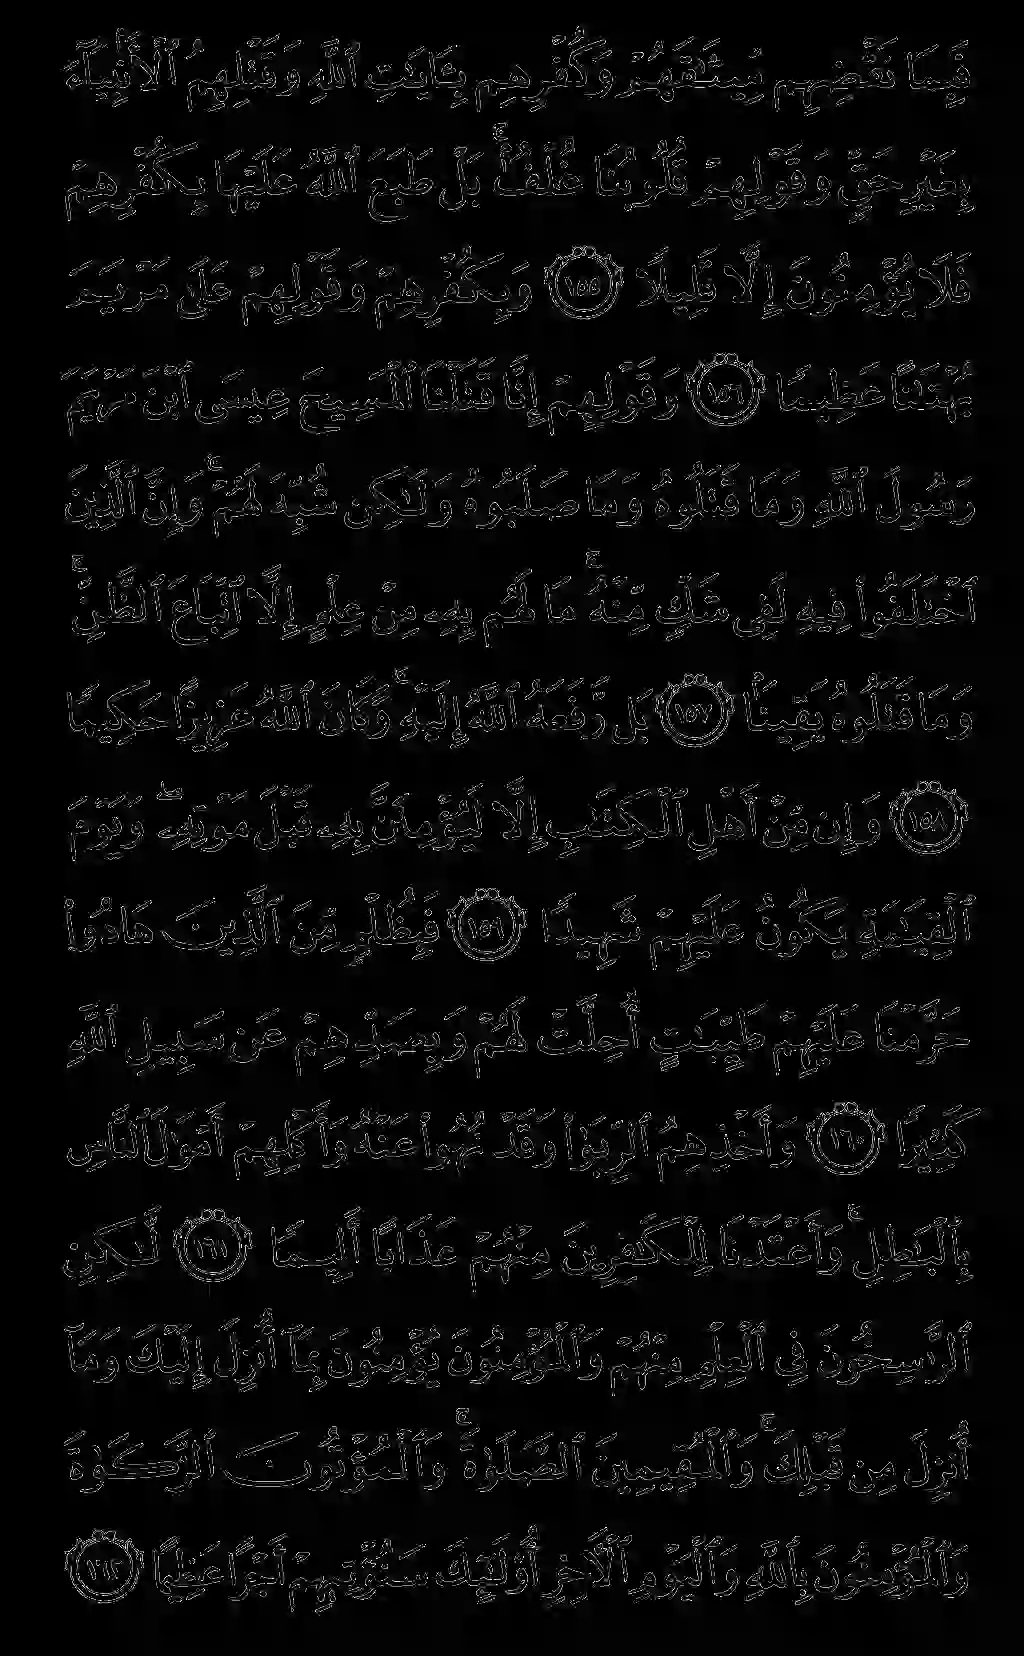 فَبِمَا نَقْضِهِم مِّيثَٰقَهُمْ وَكُفْرِهِم بِـَٔايَٰتِ ٱللَّهِ وَقَتْلِهِمُ ٱلْأَنۢبِيَآءَ
بِغَيْرِ حَقٍّ وَقَوْلِهِمْ قُلُوبُنَا غُلْفٌۢ ۚ بَلْ طَبَعَ ٱللَّهُ عَلَيْهَا بِكُفْرِهِمْ
فَلَا يُؤْمِنُونَ إِلَّا قَلِيلًا ١٥٥ وَبِكُفْرِهِمْ وَقَوْلِهِمْ عَلَىٰ مَرْيَمَ
بُهْتَٰنًا عَظِيمًا ١٥٦ وَقَوْلِهِمْ إِنَّا قَتَلْنَا ٱلْمَسِيحَ عِيسَى ٱبْنَ مَرْيَمَ
رَسُولَ ٱللَّهِ وَمَا قَتَلُوهُ وَمَا صَلَبُوهُ وَلَٰكِن شُبِّهَ لَهُمْ ۚ وَإِنَّ ٱلَّذِينَ
ٱخْتَلَفُوا۟ فِيهِ لَفِى شَكٍّ مِّنْهُ ۚ مَا لَهُم بِهِۦ مِنْ عِلْمٍ إِلَّا ٱتِّبَاعَ ٱلظَّنِّ ۚ
وَمَا قَتَلُوهُ يَقِينًۢا ١٥٧ بَل رَّفَعَهُ ٱللَّهُ إِلَيْهِ ۚ وَكَانَ ٱللَّهُ عَزِيزًا حَكِيمًا
١٥٨ وَإِن مِّنْ أَهْلِ ٱلْكِتَٰبِ إِلَّا لَيُؤْمِنَنَّ بِهِۦ قَبْلَ مَوْتِهِۦ ۖ وَيَوْمَ
ٱلْقِيَٰمَةِ يَكُونُ عَلَيْهِمْ شَهِيدًا ١٥٩ فَبِظُلْمٍ مِّنَ ٱلَّذِينَ هَادُوا۟
حَرَّمْنَا عَلَيْهِمْ طَيِّبَٰتٍ أُحِلَّتْ لَهُمْ وَبِصَدِّهِمْ عَن سَبِيلِ ٱللَّهِ
كَثِيرًا ١٦٠ وَأَخْذِهِمُ ٱلرِّبَوٰا۟ وَقَدْ نُهُوا۟ عَنْهُ وَأَكْلِهِمْ أَمْوَٰلَ ٱلنَّاسِ
بِٱلْبَٰطِلِ ۚ وَأَعْتَدْنَا لِلْكَٰفِرِينَ مِنْهُمْ عَذَابًا أَلِيمًا ١٦١ لَّٰكِنِ
ٱلرَّٰسِخُونَ فِى ٱلْعِلْمِ مِنْهُمْ وَٱلْمُؤْمِنُونَ يُؤْمِنُونَ بِمَآ أُنزِلَ إِلَيْكَ وَمَآ
أُنزِلَ مِن قَبْلِكَ ۚ وَٱلْمُقِيمِينَ ٱلصَّلَوٰةَ ۚ وَٱلْمُؤْتُونَ ٱلزَّكَوٰةَ
وَٱلْمُؤْمِنُونَ بِٱللَّهِ وَٱلْيَوْمِ ٱلْءَاخِرِ أُو۟لَٰٓئِكَ سَنُؤْتِيهِمْ أَجْرًا عَظِيمًا ١٦٢